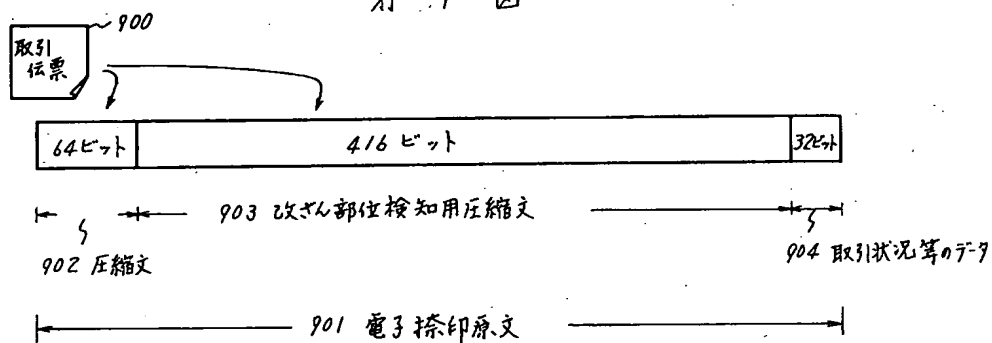 900
取引
伝票
64ビット 416ビット 32ビット
903 改ざん部位検知用圧縮文
902 圧縮文
904 取引状況等のデータ
901 電子捺印原文